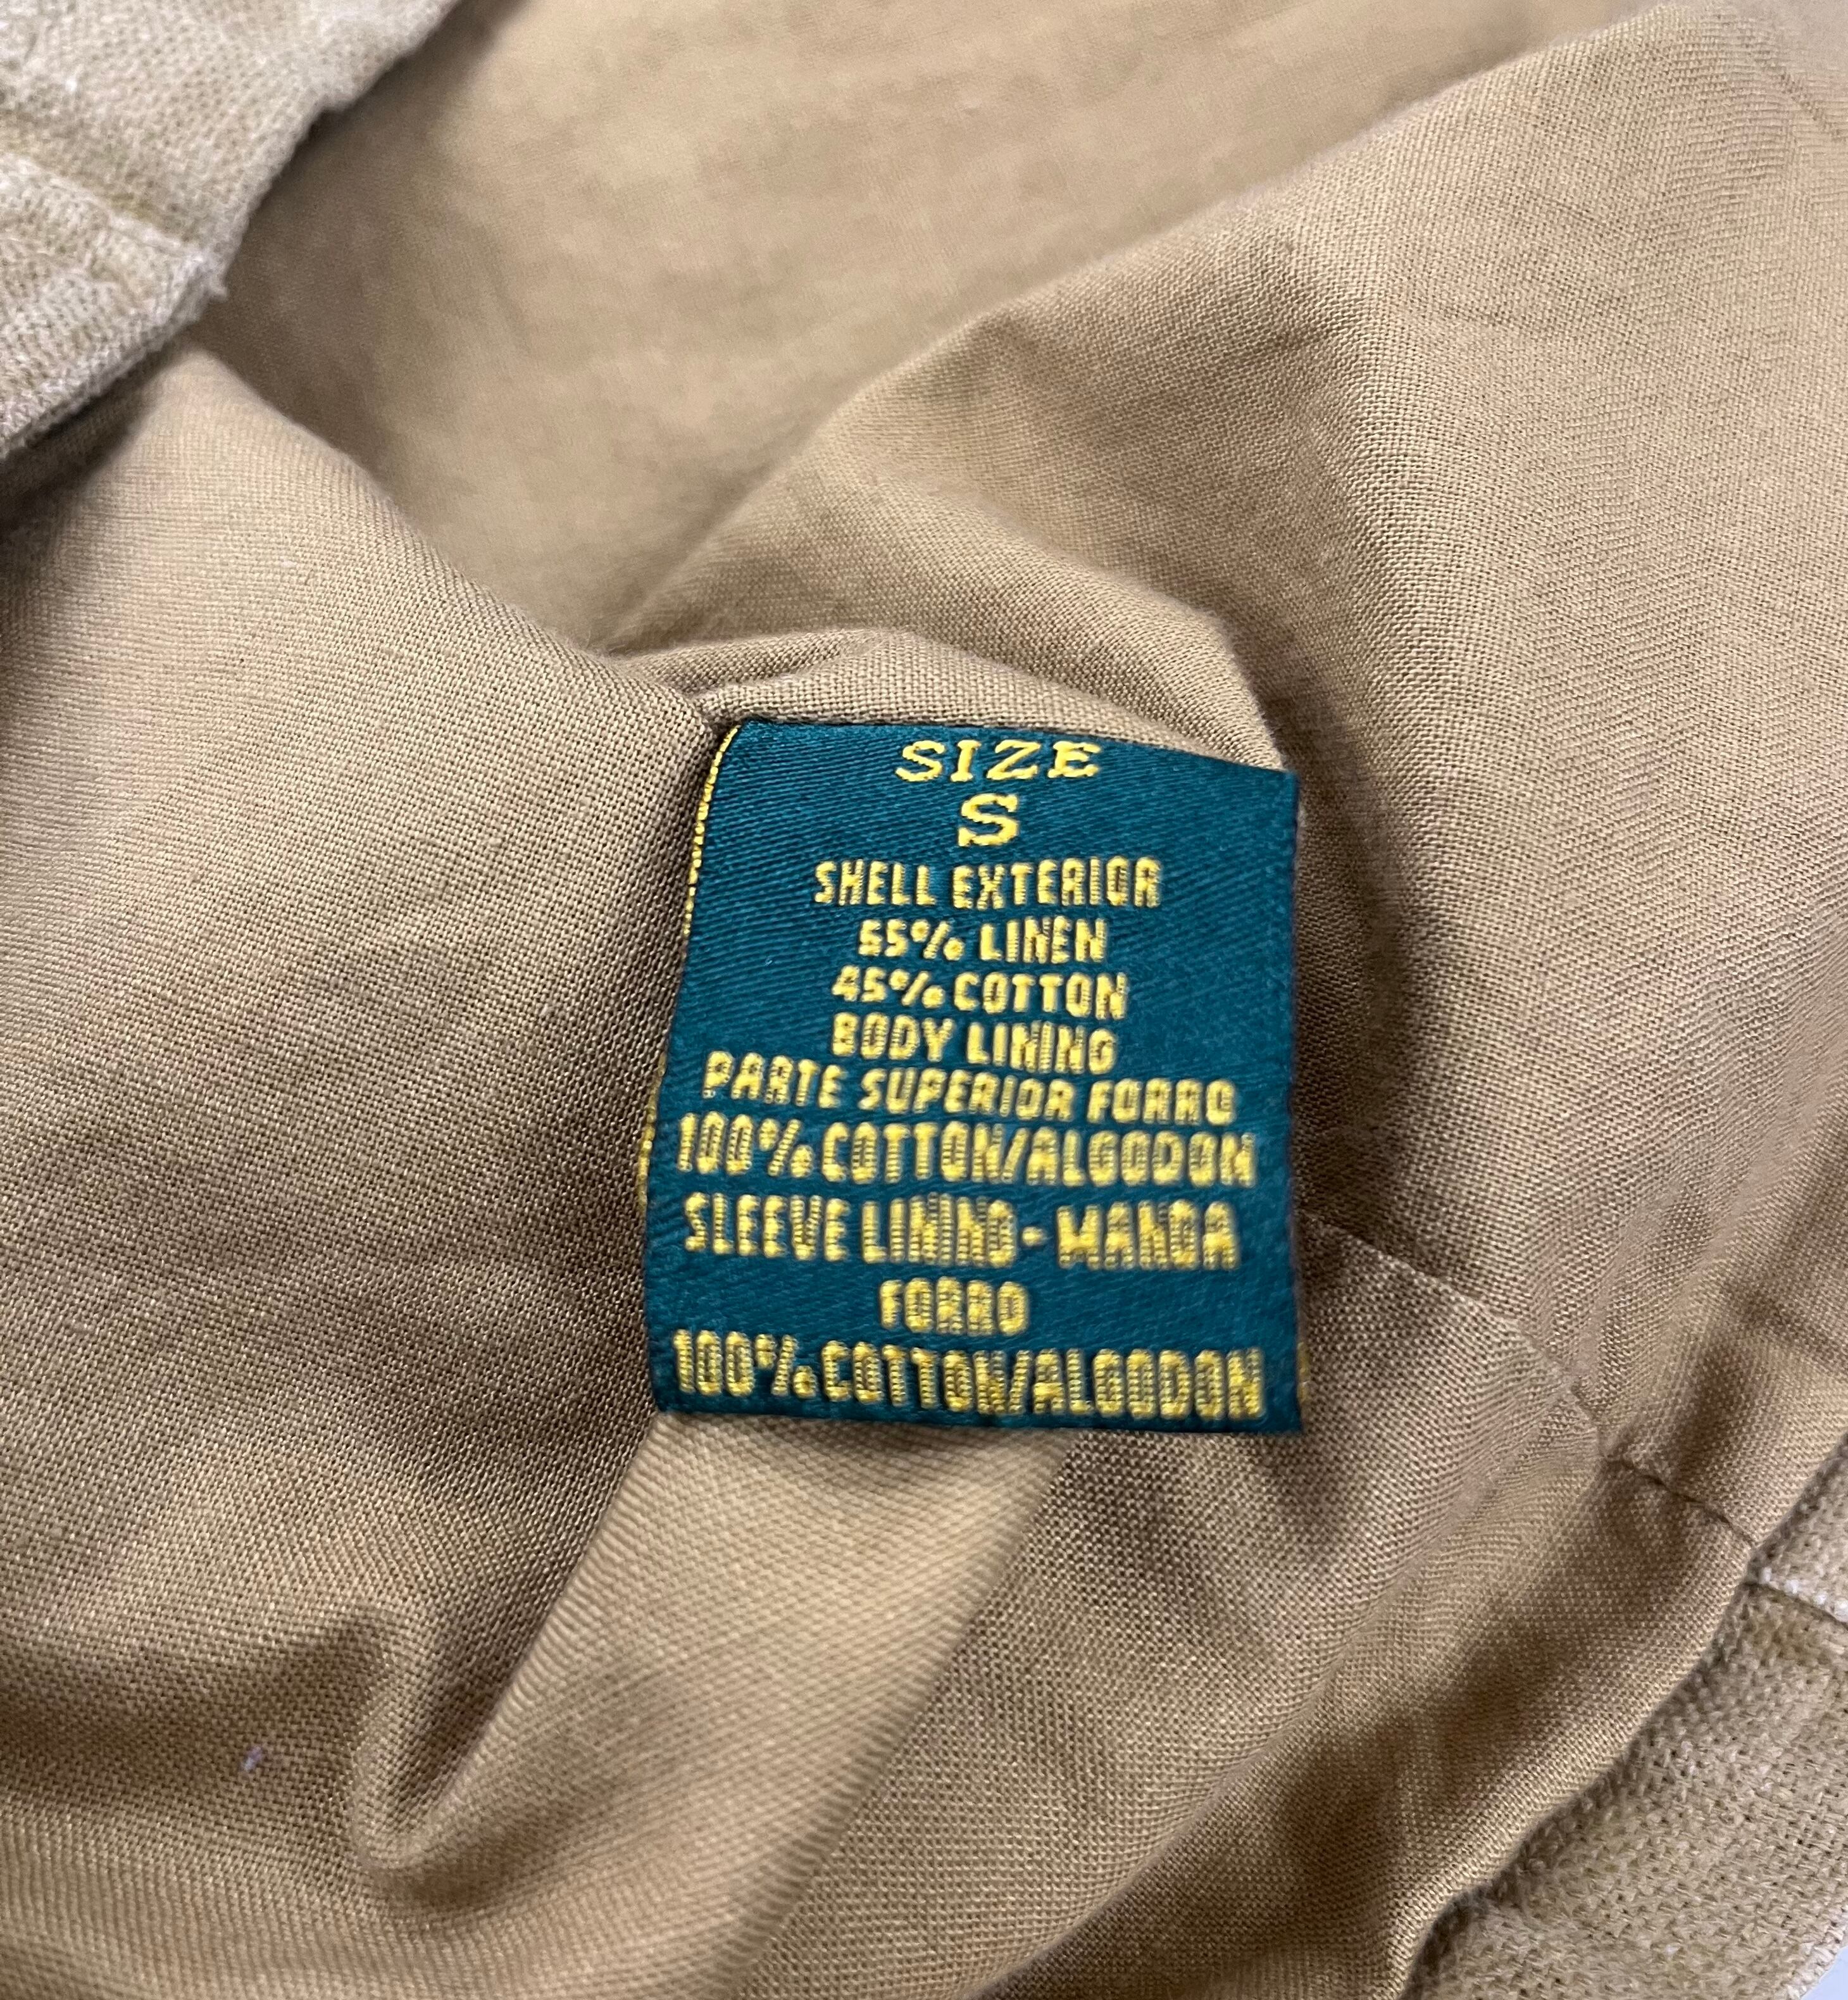 SIZE
S
SHELL EXTERIOR
55% LINEN
45% COTTON
BODY LINING
PARTE SUPERIOR FORRO
100% COTTON/ALGODON
SLEEVE LINING - MANGA
FORRO
100% COTTON/ALGODON